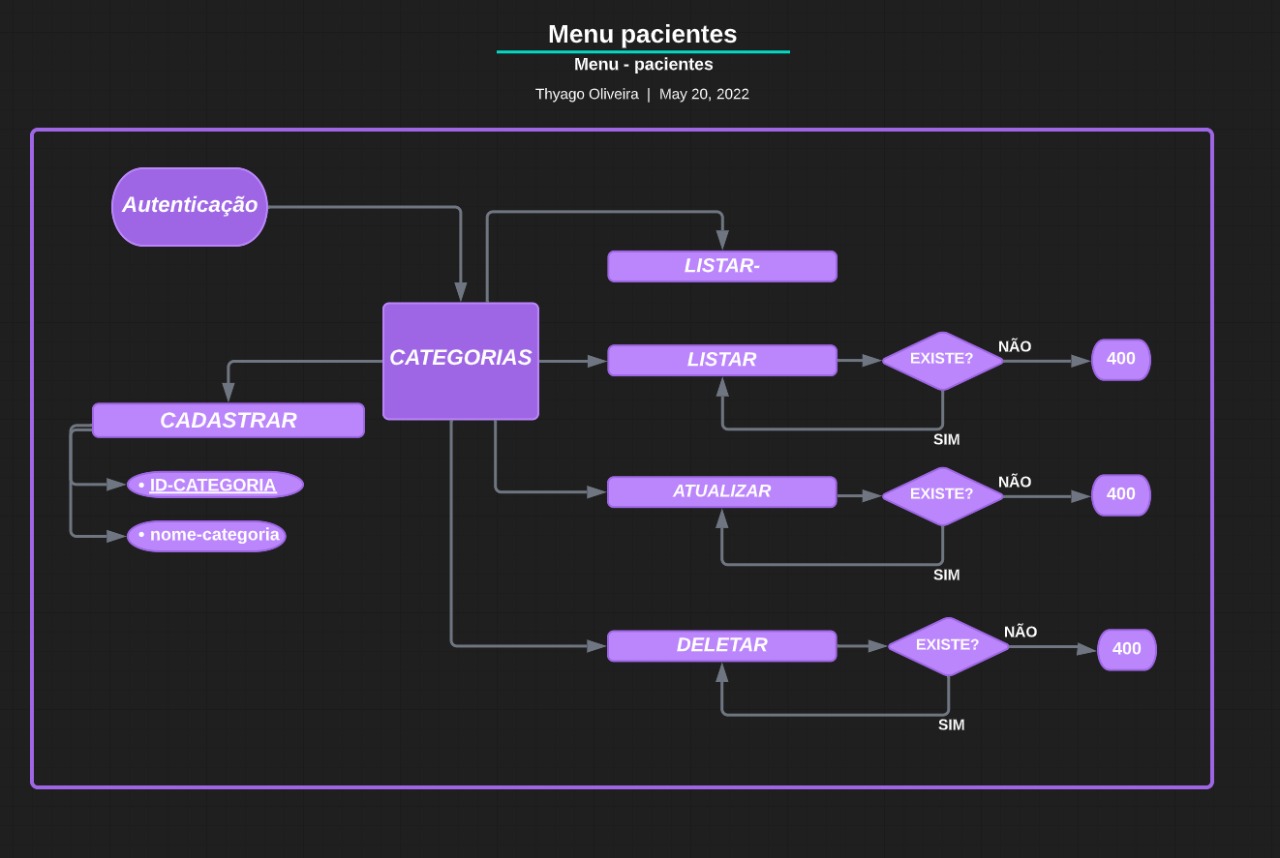 Menu pacientes
Menu - pacientes
Thyago Oliveira | May 20, 2022
Autenticação
LISTAR-
CATEGORIAS
LISTAR
EXISTE?
NÃO
400
SIM
CADASTRAR
• ID-CATEGORIA
• nome-categoria
ATUALIZAR
EXISTE?
NÃO
400
SIM
DELETAR
EXISTE?
NÃO
400
SIM